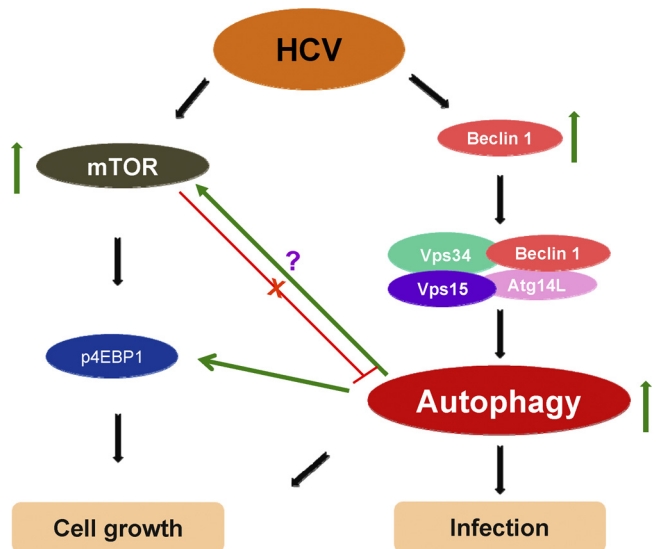 HCV
Beclin 1
mTOR
Vps34
Beclin 1
?
Vps15
Atg14L
X
p4EBP1
Autophagy
Cell growth
Infection